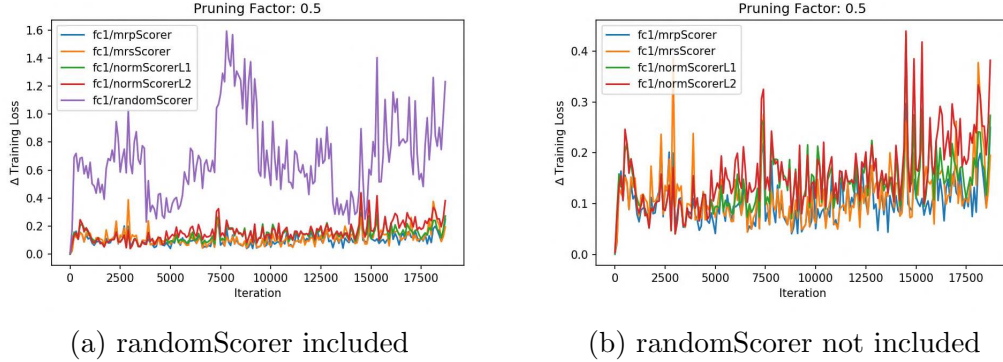 Pruning Factor: 0.5
1.6
1.4
1.2
1.0
0.8
0.6
0.4
0.2
0.0
Δ Training Loss
fc1/mrpScorer
fc1/mrsScorer
fc1/normScorerL1
fc1/normScorerL2
fc1/randomScorer
0 2500 5000 7500 10000 12500 15000 17500
Iteration
(a) randomScorer included
Pruning Factor: 0.5
0.4
0.3
0.2
0.1
0.0
Δ Training Loss
fc1/mrpScorer
fc1/mrsScorer
fc1/normScorerL1
fc1/normScorerL2
0 2500 5000 7500 10000 12500 15000 17500
Iteration
(b) randomScorer not included